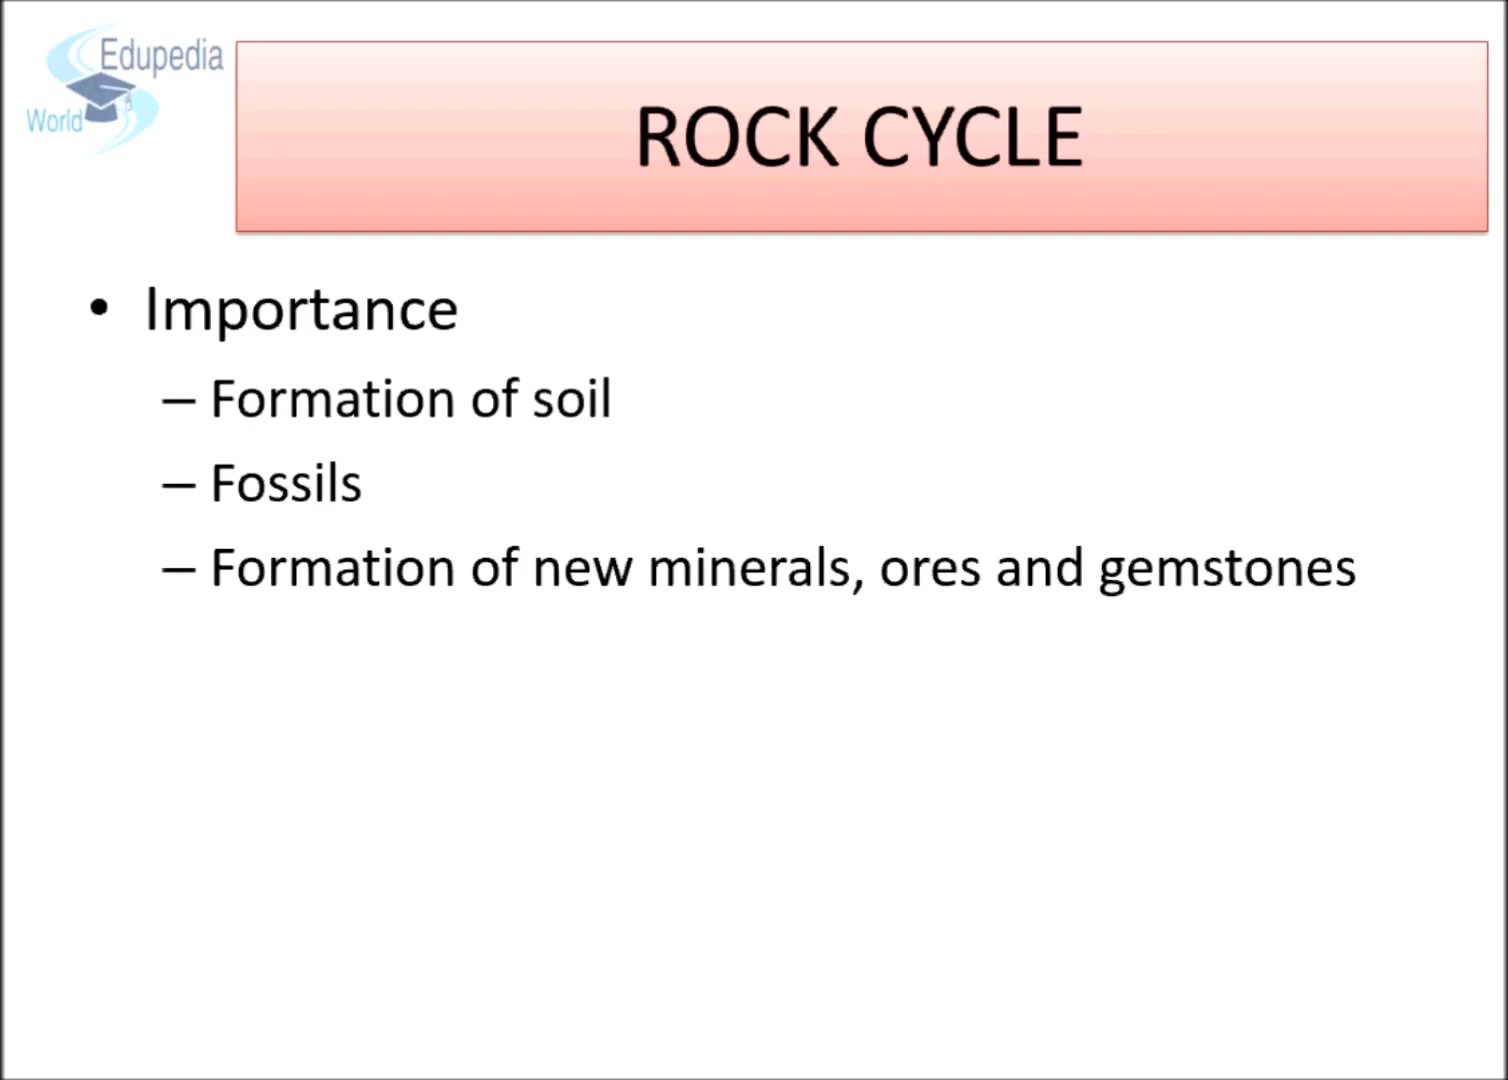 Edupedia
World
ROCK CYCLE
• Importance
– Formation of soil
– Fossils
– Formation of new minerals, ores and gemstones